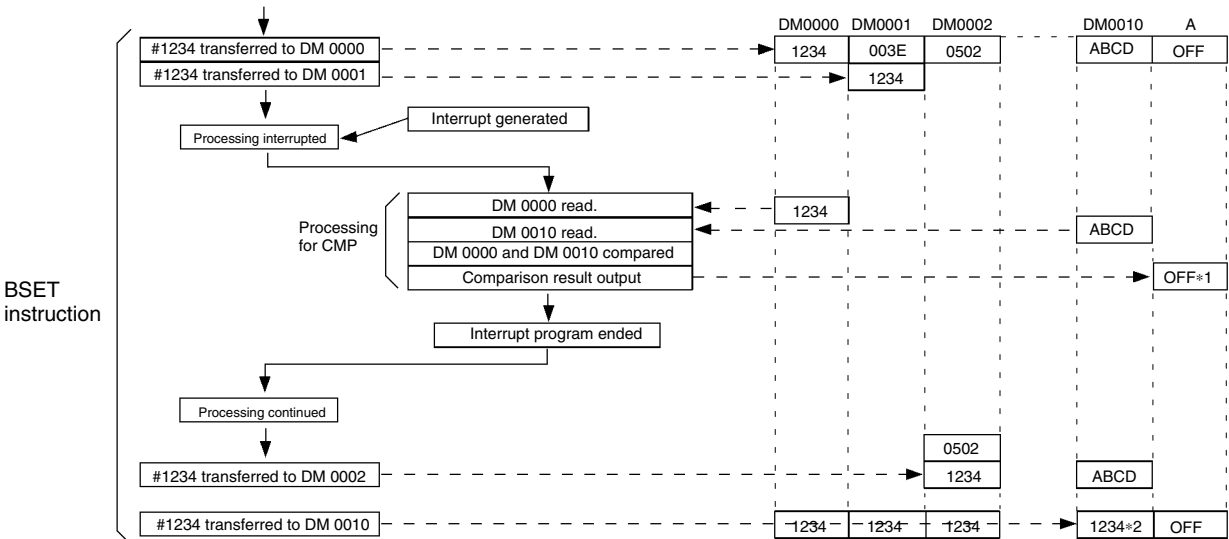 DM0000 DM0001 DM0002 DM0010 A
#1234 transferred to DM 0000 1234 003E 0502 ABCD OFF
#1234 transferred to DM 0001 1234
Interrupt generated
Processing interrupted
DM 0000 read. 1234
Processing for CMP
DM 0010 read. ABCD
DM 0000 and DM 0010 compared
Comparison result output OFF*1
BSET
instruction
Interrupt program ended
Processing continued
0502
#1234 transferred to DM 0002 1234 ABCD
#1234 transferred to DM 0010 1234 1234 1234 1234*2 OFF